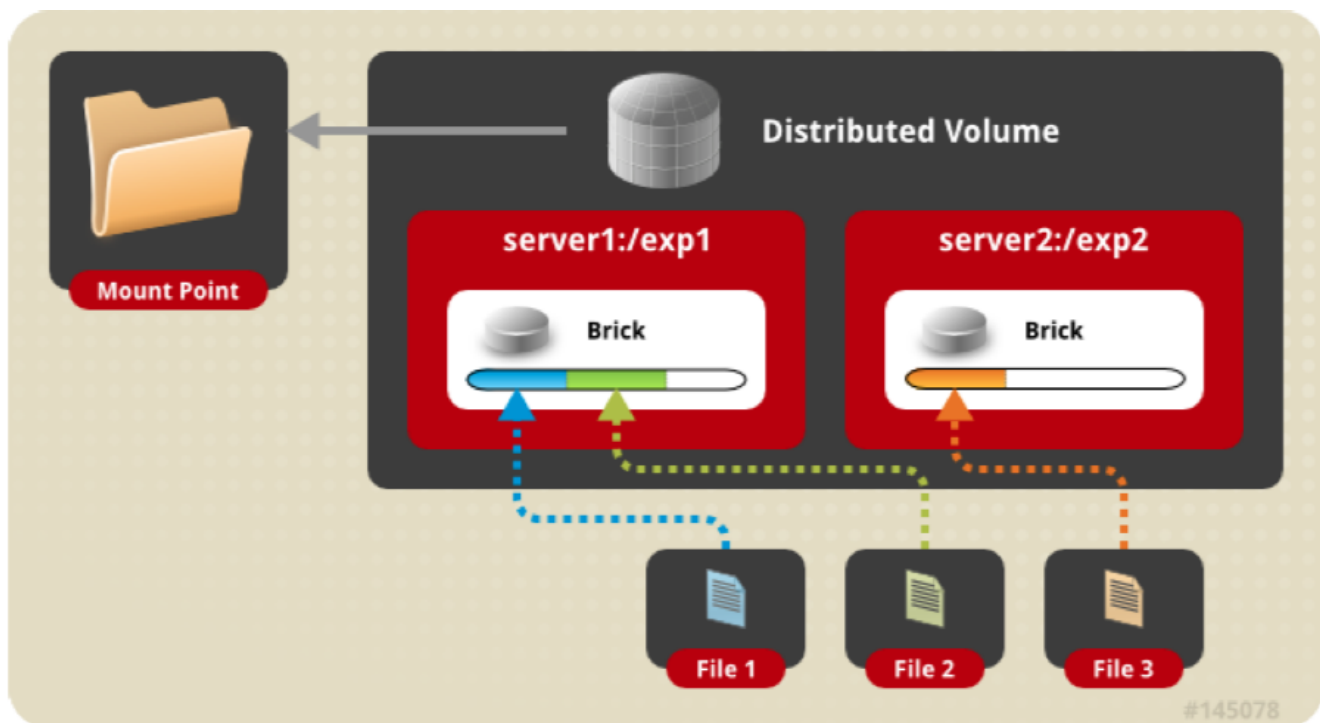 Distributed Volume
Mount Point
server1:/exp1
server2:/exp2
Brick
Brick
File 1
File 2
File 3
#145078